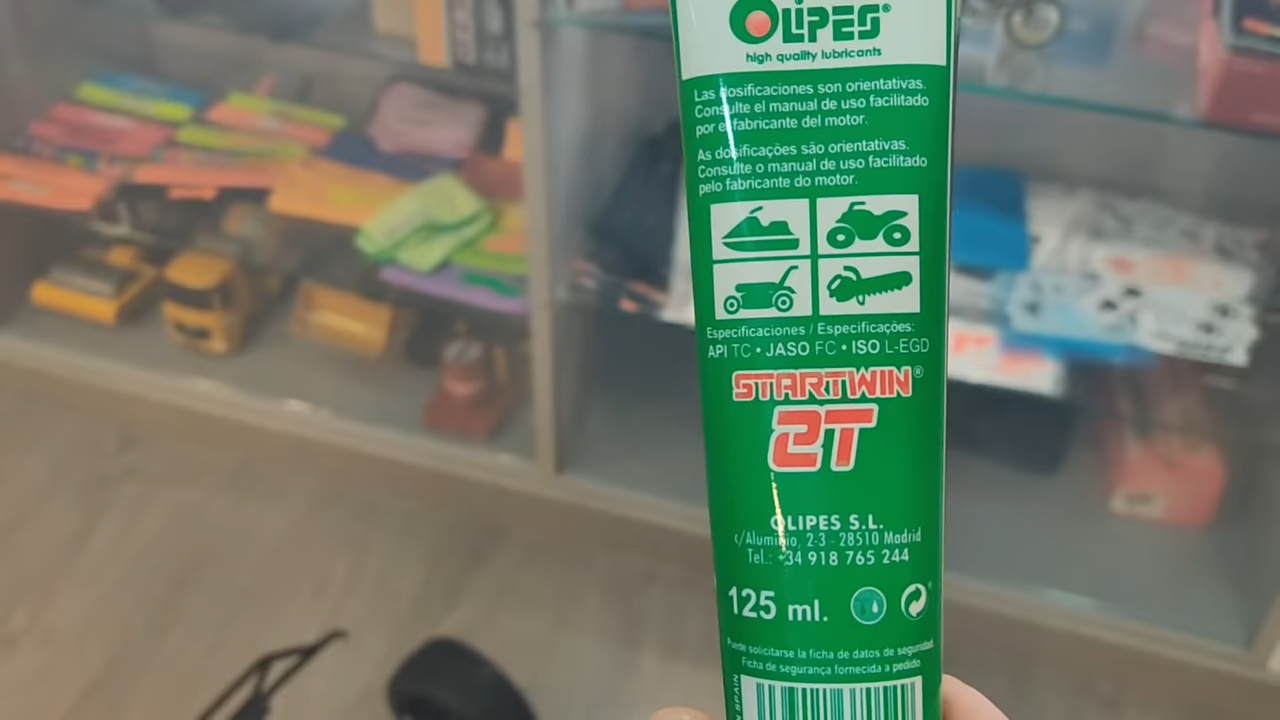 OLIPES®
high quality lubricants
Las dosificaciones son orientativas.
Consulte el manual de uso facilitado
por el fabricante del motor.
As dosificações são orientativas.
Consulte o manual de uso facilitado
pelo fabricante do motor.
Especificaciones / Especificações:
API TC • JASO FC • ISO L-EGD
STARTWIN®
2T
OLIPES S.L.
c/Aluminio, 2-3 - 28510 Madrid
Tel.: +34 918 765 244
125 ml.
Puede solicitarse la ficha de datos de seguridad
Ficha de segurança fornecida a pedido
N SPAIN